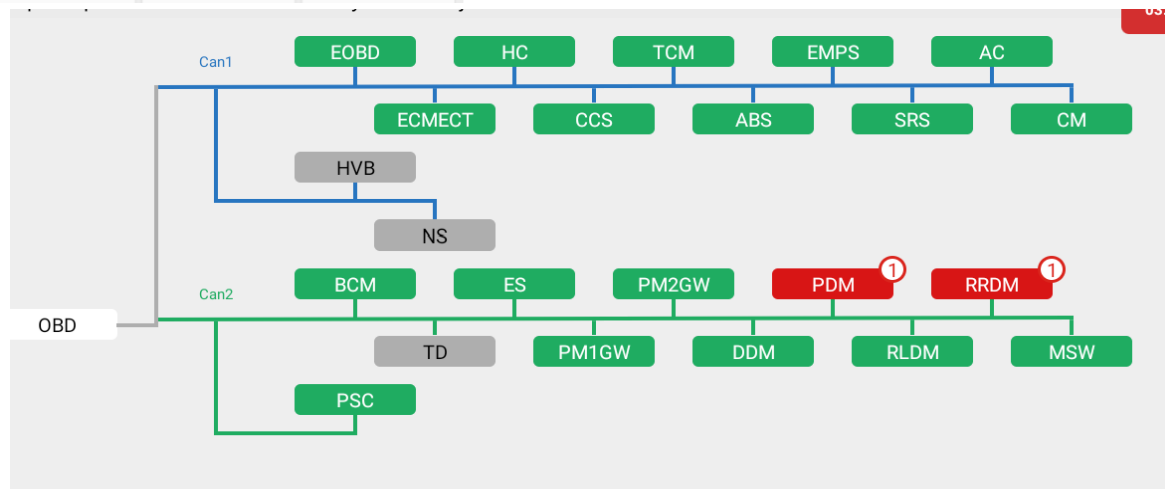 Can1
EOBD
HC
TCM
EMPS
AC
ECMECT
CCS
ABS
SRS
CM
HVB
NS
OBD
Can2
BCM
ES
PM2GW
PDM
1
RRDM
1
TD
PM1GW
DDM
RLDM
MSW
PSC